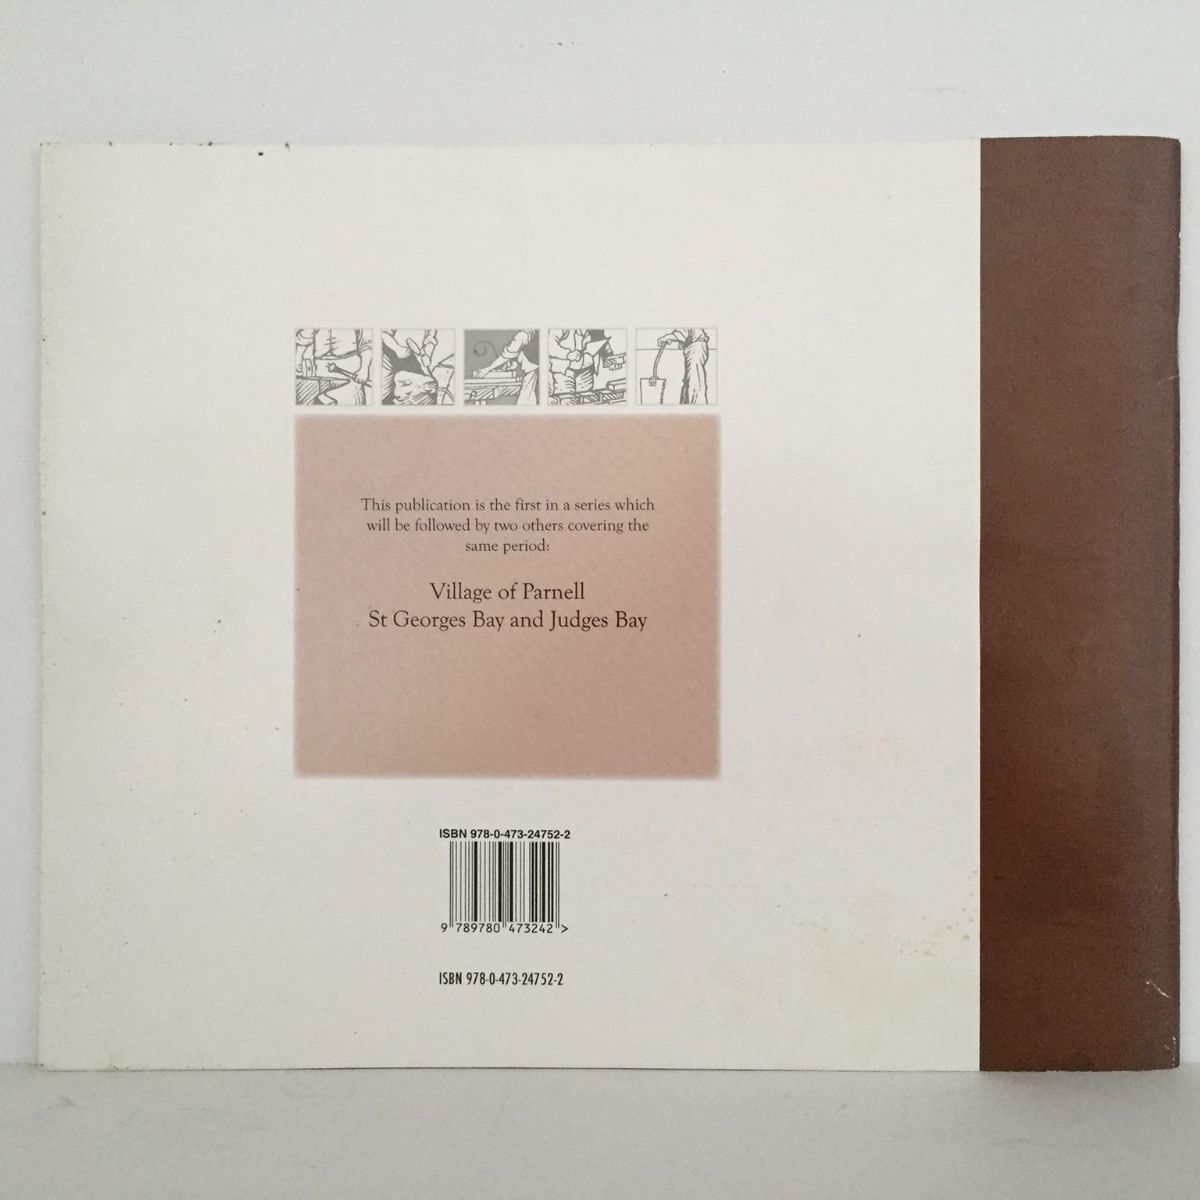 This publication is the first in a series which
will be followed by two others covering the
same period:
Village of Parnell
St Georges Bay and Judges Bay
ISBN 978-0-473-24752-2
9 789780 473242 >
ISBN 978-0-473-24752-2